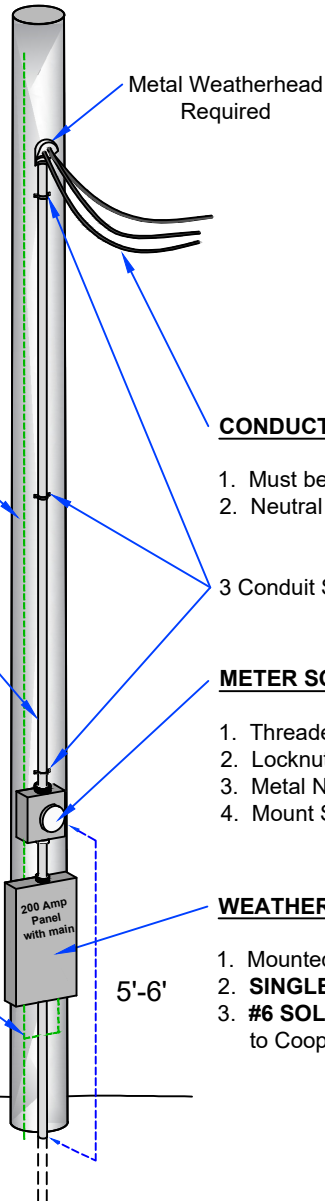 Metal Weatherhead
Required
CONDUCT
1. Must be
2. Neutral
3 Conduit S
METER SO
1. Threade
2. Locknut
3. Metal N
4. Mount S
200 Amp
Panel
with main
WEATHER
1. Mounted
2. SINGLE
3. #6 SOL
to Coop
5'-6'